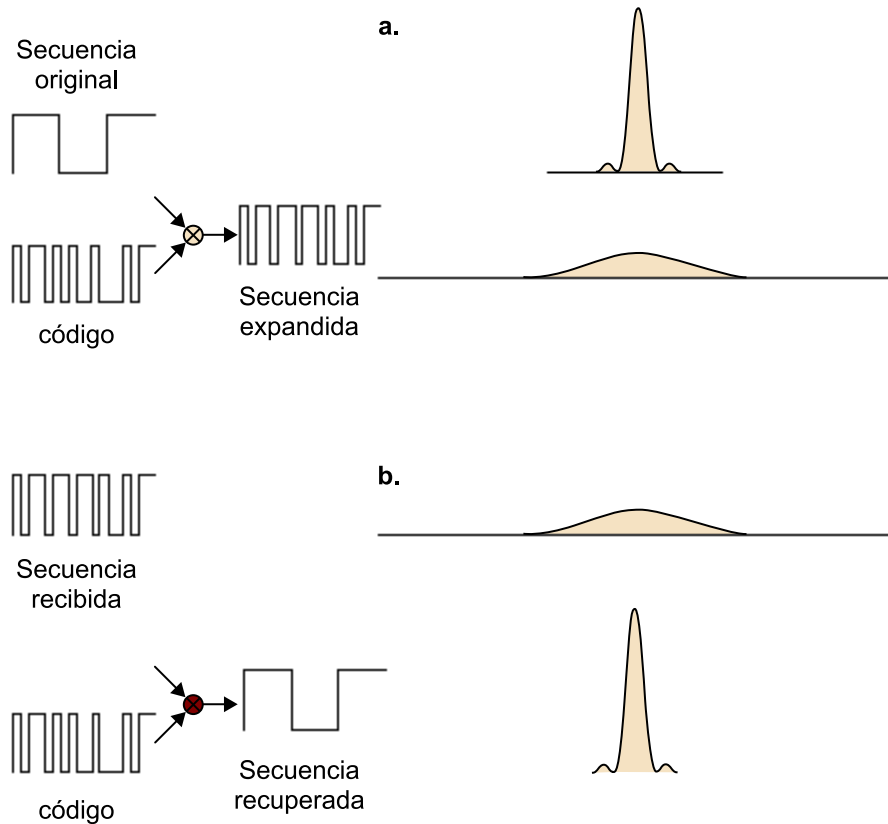 a.
Secuencia
original
código
Secuencia
expandida
b.
Secuencia
recibida
código
Secuencia
recuperada